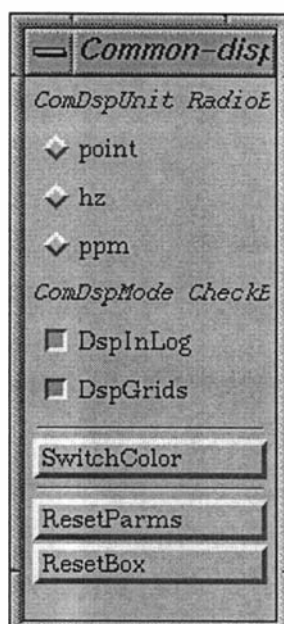 Common-disp
ComDspUnit RadioB
point
hz
ppm
ComDspMode CheckB
DspInLog
DspGrids
SwitchColor
ResetParms
ResetBox